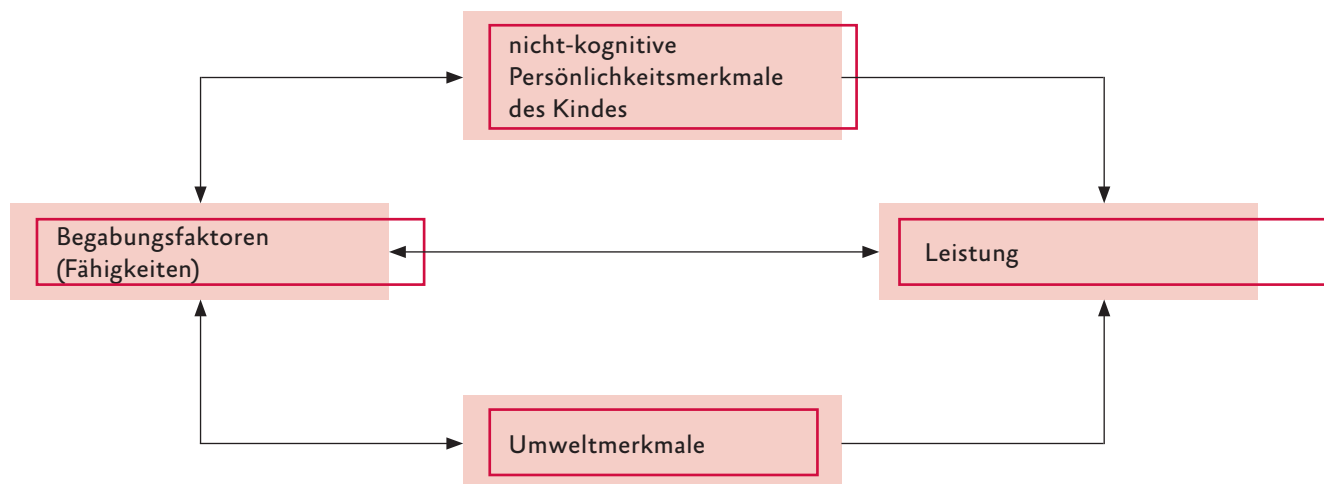 nicht-kognitive
Persönlichkeitsmerkmale
des Kindes
Begabungsfaktoren
(Fähigkeiten)
Leistung
Umweltmerkmale